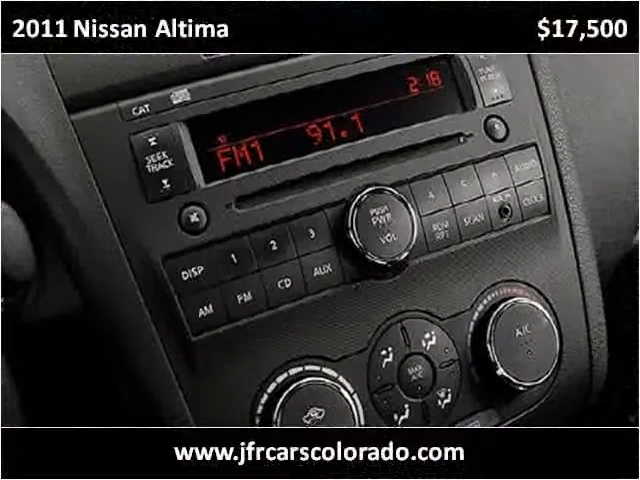 2011 Nissan Altima $17,500
CAT
2:18
FM1 91.1
SEEK
TRACK
PUSH
PWR
VOL
DISP 1 2 3
4 5 6 AUDIO
AM FM CD AUX
RDM
RPT SCAN CLOCK
A/C
MAX
A/C
www.jfrcarscolorado.com